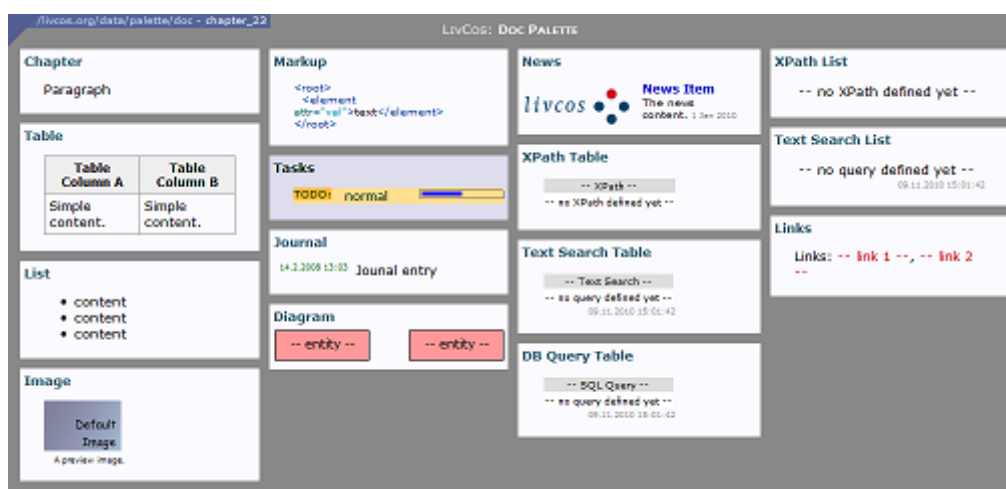 /livcos.org/data/palette/doc - chapter_22
LivCos: Doc Palette
Chapter
Paragraph
Table
Table Column A
Table Column B
Simple content.
Simple content.
List
• content
• content
• content
Image
Default
Image
A preview image.
Markup
<root>
<element
attr="val">text</element>
</root>
Tasks
TODO: normal
Journal
14.2.2008 13:03 Jounal entry
Diagram
-- entity --
-- entity --
News
livcos
News Item
The news
content. 1 Jan 2010
XPath Table
-- XPath --
-- no XPath defined yet --
Text Search Table
-- Text Search --
-- no query defined yet --
09.11.2010 15:01:42
DB Query Table
-- SQL Query --
-- no query defined yet --
09.11.2010 15:01:42
XPath List
-- no XPath defined yet --
Text Search List
-- no query defined yet --
09.11.2010 15:01:42
Links
Links: -- link 1 --, -- link 2
--